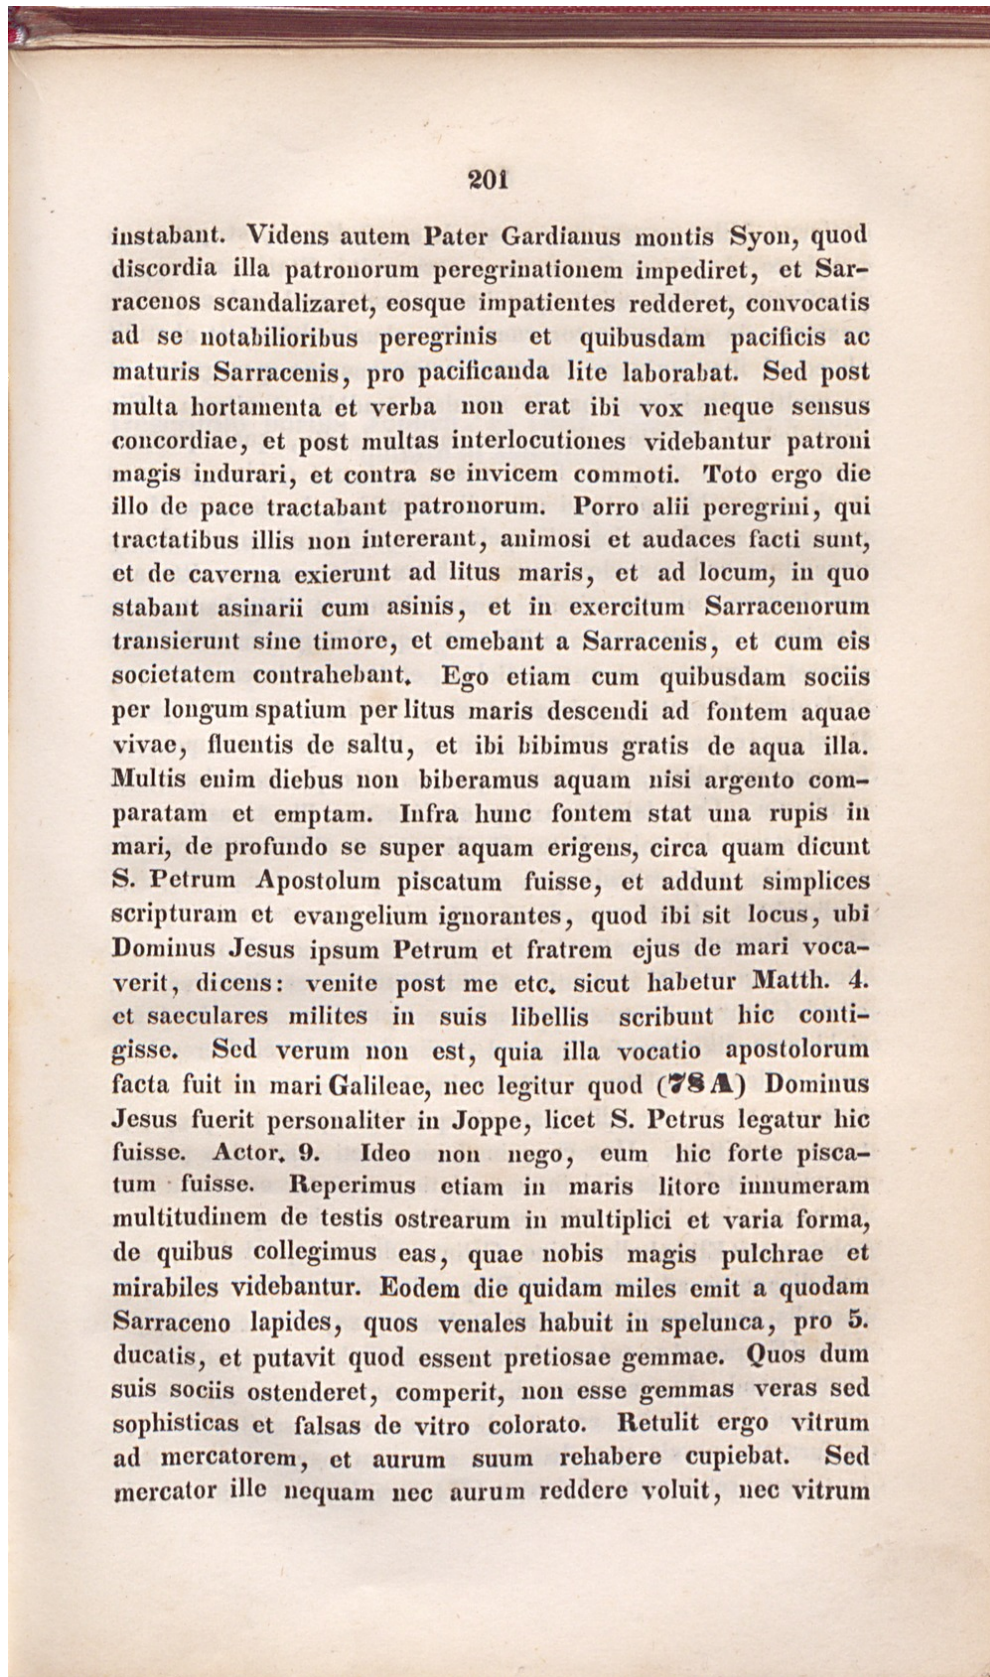 201
instabant. Videns autem Pater Gardianus montis Syon, quod
discordia illa patronorum peregrinationem impediret, et Sar-
racenos scandalizaret, eosque impatientes redderet, convocatis
ad se notabilioribus peregrinis et quibusdam pacificis ac
maturis Sarracenis, pro pacificanda lite laborabat. Sed post
multa hortamenta et verba non erat ibi vox neque sensus
concordiae, et post multas interlocutiones videbantur patroni
magis indurari, et contra se invicem commoti. Toto ergo die
illo de pace tractabant patronorum. Porro alii peregrini, qui
tractatibus illis non intererant, animosi et audaces facti sunt,
et de caverna exierunt ad litus maris, et ad locum, in quo
stabant asinarii cum asinis, et in exercitum Sarracenorum
transierunt sine timore, et emebant a Sarracenis, et cum eis
societatem contrahebant. Ego etiam cum quibusdam sociis
per longum spatium per litus maris descendi ad fontem aquae
vivae, fluentis de saltu, et ibi bibimus gratis de aqua illa.
Multis enim diebus non biberamus aquam nisi argento com-
paratam et emptam. Infra hunc fontem stat una rupis in
mari, de profundo se super aquam erigens, circa quam dicunt
S. Petrum Apostolum piscatum fuisse, et addunt simplices
scripturam et evangelium ignorantes, quod ibi sit locus, ubi
Dominus Jesus ipsum Petrum et fratrem ejus de mari voca-
verit, dicens: venite post me etc. sicut habetur Matth. 4.
et saeculares milites in suis libellis scribunt hic conti-
gisse. Sed verum non est, quia illa vocatio apostolorum
facta fuit in mari Galileae, nec legitur quod (78 A) Dominus
Jesus fuerit personaliter in Joppe, licet S. Petrus legatur hic
fuisse. Actor. 9. Ideo non nego, eum hic forte pisca-
tum fuisse. Reperimus etiam in maris litore innumeram
multitudinem de testis ostrearum in multiplici et varia forma,
de quibus collegimus eas, quae nobis magis pulchrae et
mirabiles videbantur. Eodem die quidam miles emit a quodam
Sarraceno lapides, quos venales habuit in spelunca, pro 5.
ducatis, et putavit quod essent pretiosae gemmae. Quos dum
suis sociis ostenderet, comperit, non esse gemmas veras sed
sophisticas et falsas de vitro colorato. Retulit ergo vitrum
ad mercatorem, et aurum suum rehabere cupiebat. Sed
mercator ille nequam nec aurum reddere voluit, nec vitrum